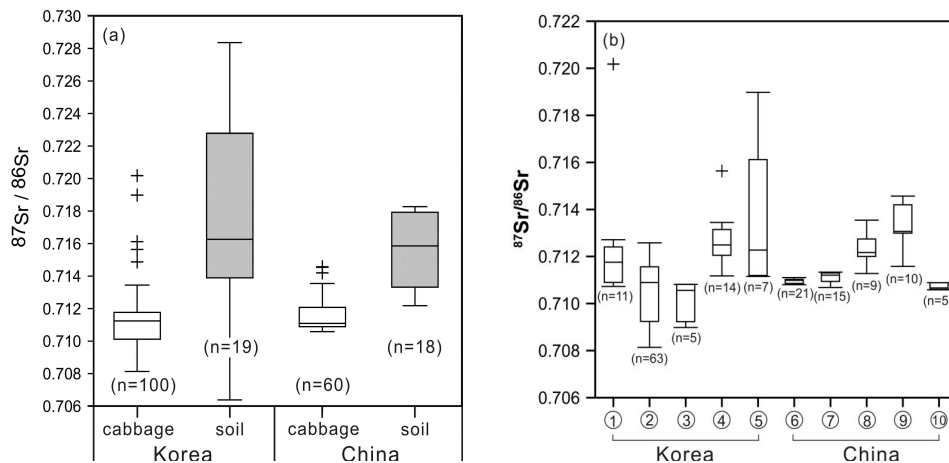 (a)
87Sr / 86Sr
0.730
0.728
0.726
0.724
0.722
0.720
0.718
0.716
0.714
0.712
0.710
0.708
0.706
(n=100)
(n=19)
(n=60)
(n=18)
cabbage soil cabbage soil
Korea China
(b)
87Sr/86Sr
0.722
0.720
0.718
0.716
0.714
0.712
0.710
0.708
0.706
(n=11)
(n=63)
(n=5)
(n=14)
(n=7)
(n=21)
(n=15)
(n=9)
(n=10)
(n=5
① ② ③ ④ ⑤ ⑥ ⑦ ⑧ ⑨ ⑩
Korea China